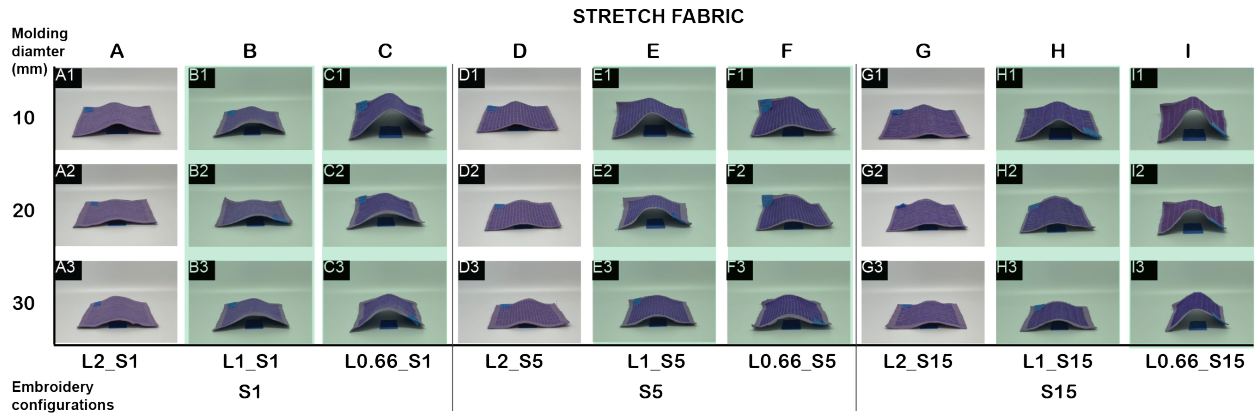 STRETCH FABRIC
Molding
diamter
(mm)
A B C D E F G H I
10
A1 B1 C1 D1 E1 F1 G1 H1 I1
20
A2 B2 C2 D2 E2 F2 G2 H2 I2
30
A3 B3 C3 D3 E3 F3 G3 H3 I3
L2_S1 L1_S1 L0.66_S1 L2_S5 L1_S5 L0.66_S5 L2_S15 L1_S15 L0.66_S15
Emboidery
configurations
S1 S5 S15